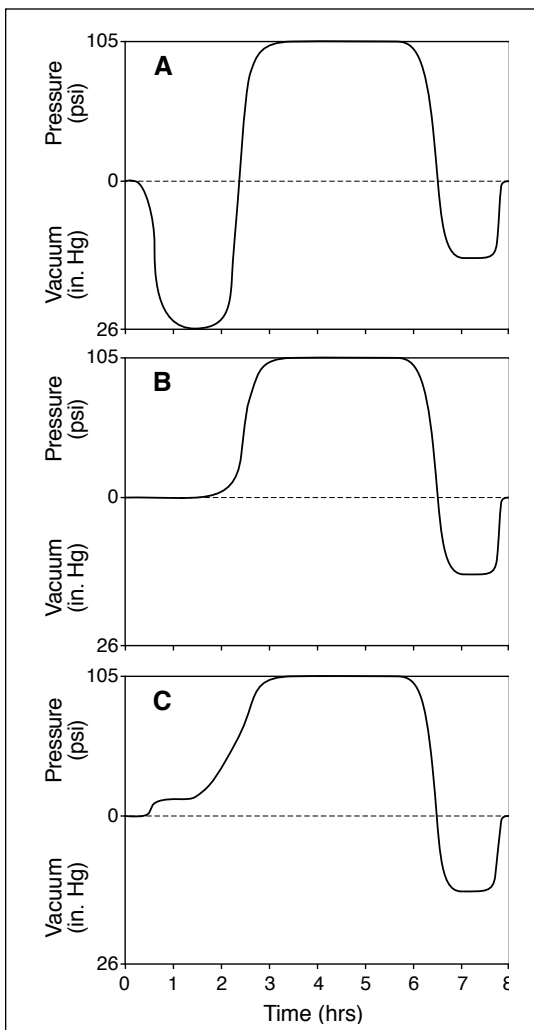 105
A
Pressure
(psi)
0
Vacuum
(in. Hg)
26
105
B
Pressure
(psi)
0
Vacuum
(in. Hg)
26
105
C
Pressure
(psi)
0
Vacuum
(in. Hg)
26
0 1 2 3 4 5 6 7 8
Time (hrs)